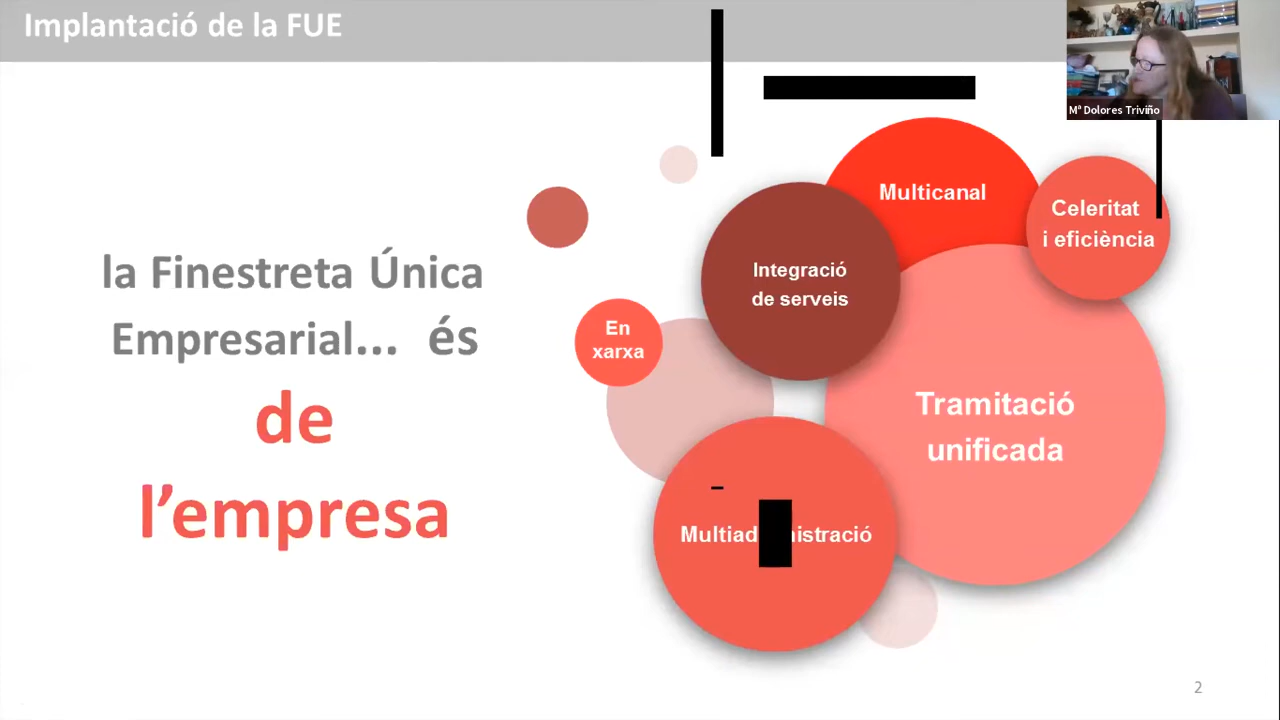 Implantació de la FUE
Mª Dolores Triviño
la Finestreta Única
Empresarial... és
de
l'empresa
Multicanal
Celeritat
i eficiència
Integració
de serveis
En
xarxa
Tramitació
unificada
2